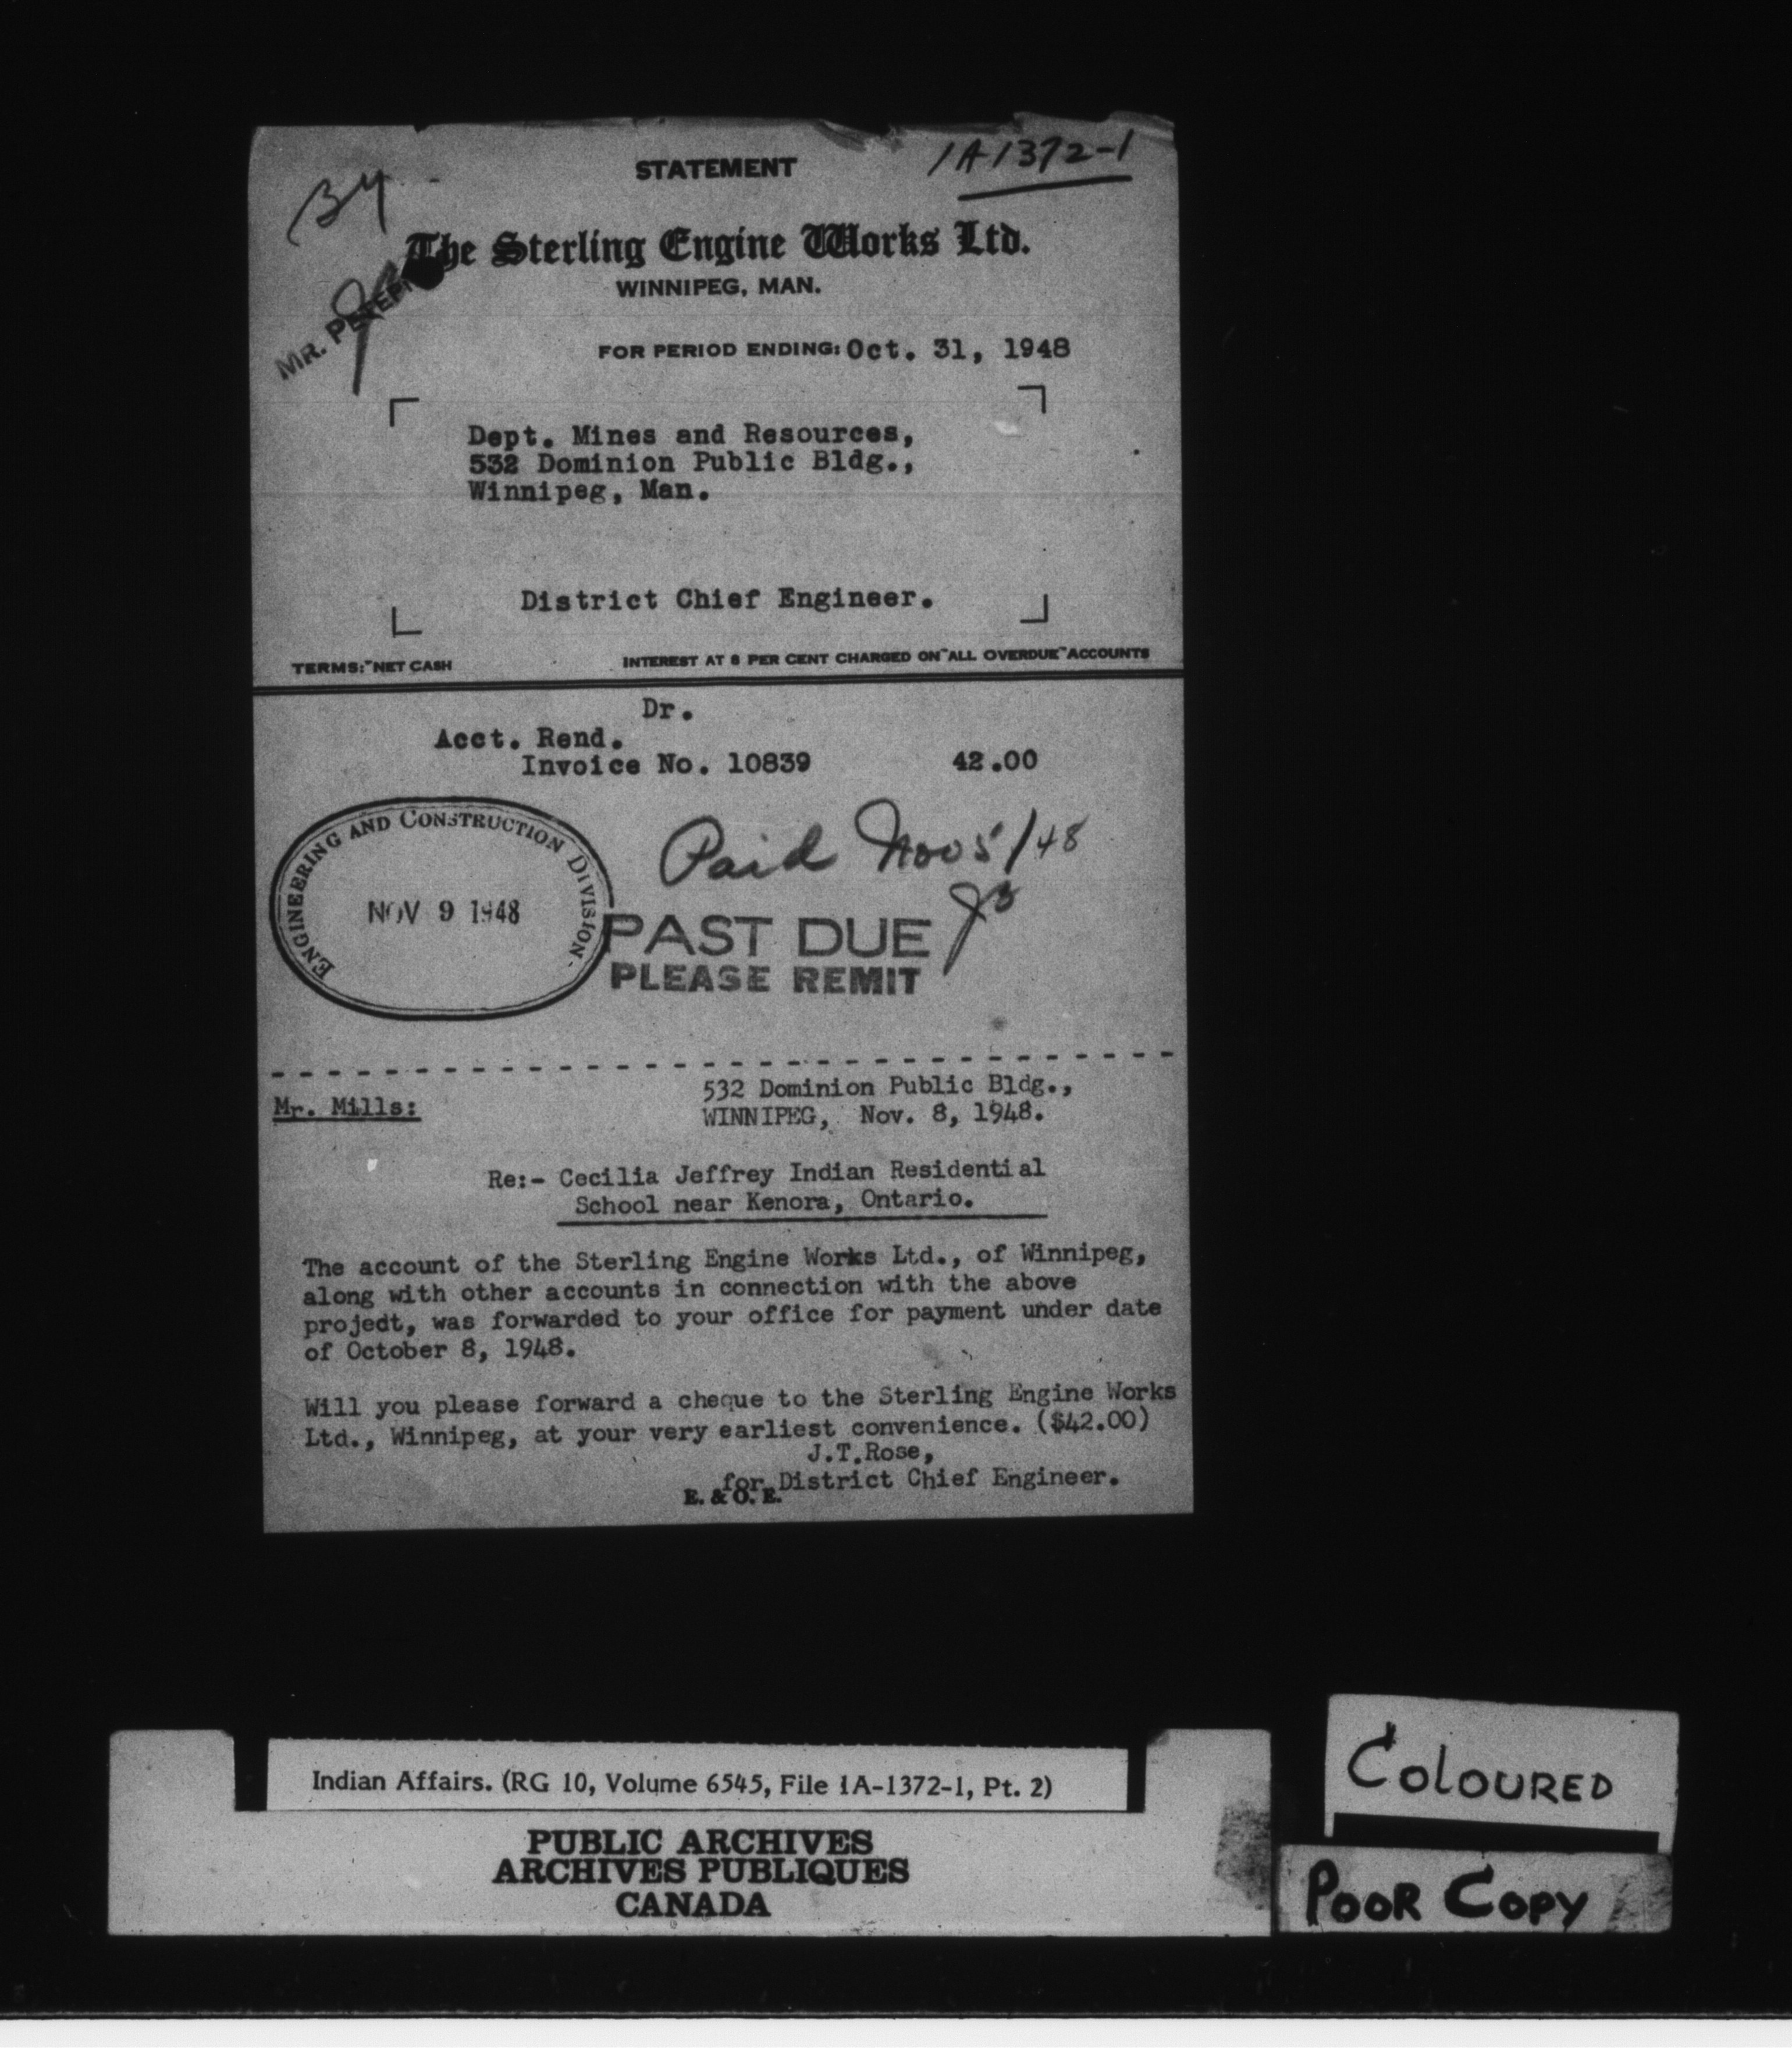 STATEMENT
1A1372-1
The Sterling Engine Works Ltd.
WINNIPEG, MAN.
MR.
FOR PERIOD ENDING: Oct. 31, 1948
Dept. Mines and Resources,
532 Dominion Public Bldg.,
Winnipeg, Man.
District Chief Engineer.
TERMS: NET CASH
INTEREST AT 8 PER CENT CHARGED ON ALL OVERDUE ACCOUNTS
Dr.
Acct. Rend.
Invoice No. 10839 42.00
ENGINEERING AND CONSTRUCTION DIVISION
NOV 9 1948
Paid Nov 5/48
PAST DUE
PLEASE REMIT
Mr. Mills:
532 Dominion Public Bldg.,
WINNIPEG, Nov. 8, 1948.
Re:- Cecilia Jeffrey Indian Residential
School near Kenora, Ontario.
The account of the Sterling Engine Works Ltd., of Winnipeg,
along with other accounts in connection with the above
projedt, was forwarded to your office for payment under date
of October 8, 1948.
Will you please forward a cheque to the Sterling Engine Works
Ltd., Winnipeg, at your very earliest convenience. ($42.00)
J.T.Rose,
for District Chief Engineer.
E. & O. E.
Indian Affairs. (RG 10, Volume 6545, File 1A-1372-1, Pt. 2)
PUBLIC ARCHIVES
ARCHIVES PUBLIQUES
CANADA
COLOURED
POOR COPY